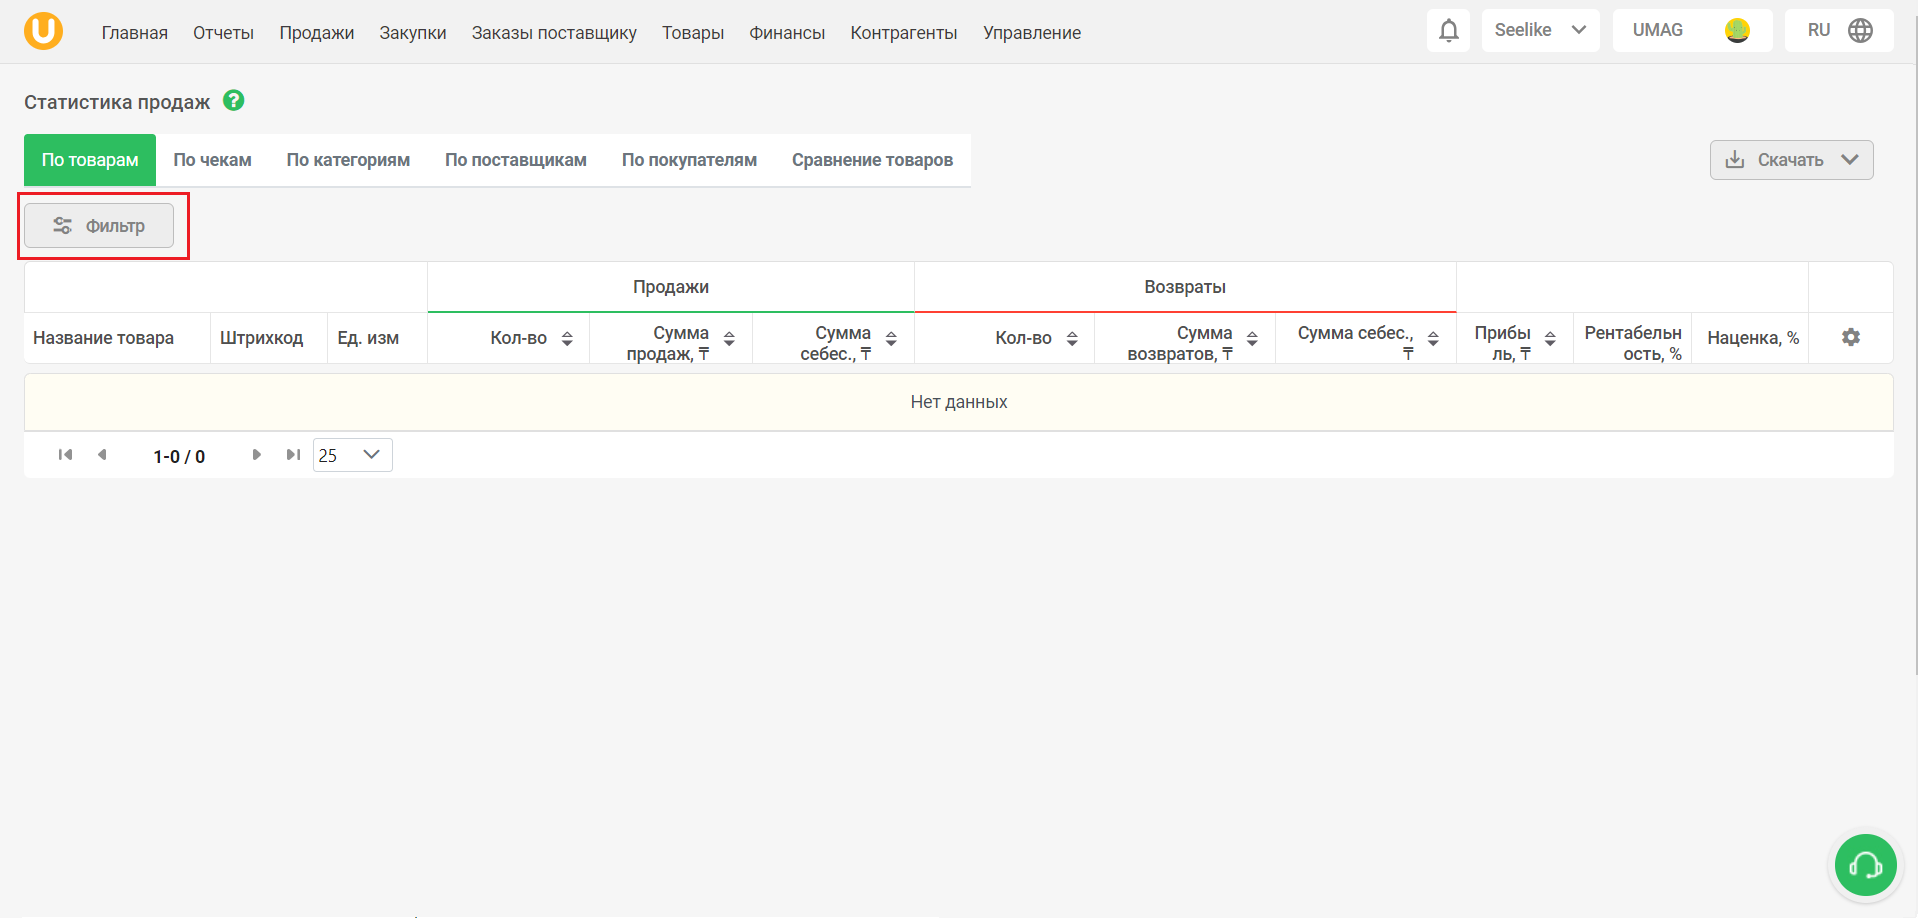 Главная Отчеты Продажи Закупки Заказы поставщику Товары Финансы Контрагенты Управление Seelike UMAG RU
Статистика продаж ?
По товарам По чекам По категориям По поставщикам По покупателям Сравнение товаров Скачать
Фильтр
Продажи Возвраты
Название товара Штрихкод Ед. изм Кол-во Сумма продаж, ₸ Сумма себес., ₸ Кол-во Сумма возвратов, ₸ Сумма себес., ₸ Прибыль, ₸ Рентабельность, % Наценка, %
Нет данных
1-0 / 0 25